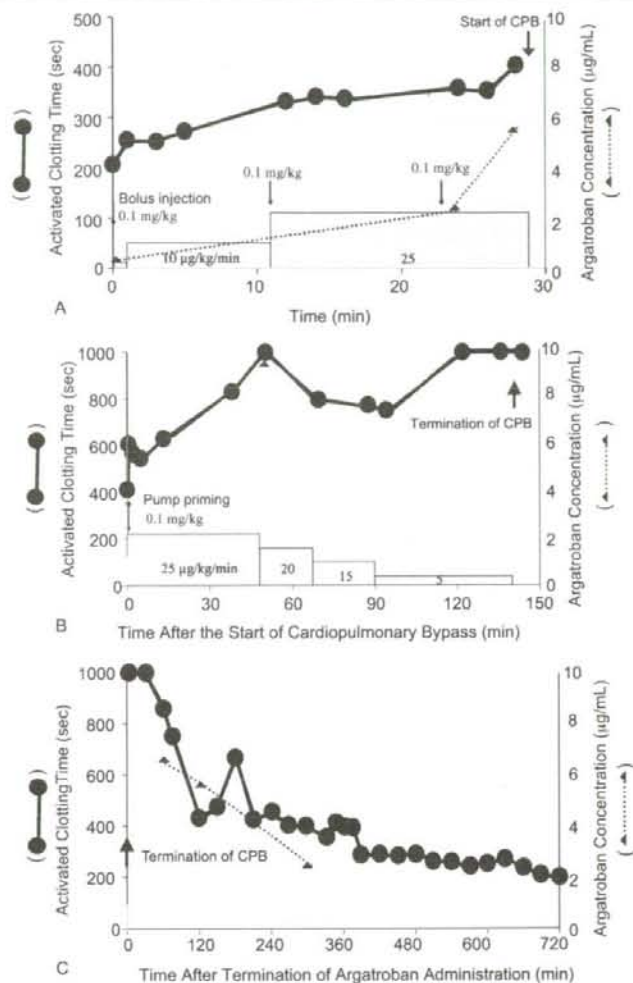 500
400
300
200
100
0
Activated Clotting Time (sec)
Start of CPB
10
8
6
4
2
0
Argatroban Concentration (µg/mL)
Bolus injection
0.1 mg/kg
0.1 mg/kg
0.1 mg/kg
10 µg/kg/min
25
0
10
20
30
A
Time (min)
1000
800
600
400
200
0
Activated Clotting Time (sec)
10
8
6
4
2
0
Argatroban Concentration (µg/mL)
Termination of CPB
Pump priming
0.1 mg/kg
25 µg/kg/min
20
15
5
0
30
60
90
120
150
B
Time After the Start of Cardiopulmonary Bypass (min)
1000
800
600
400
200
0
Activated ClottingTime (sec)
10
8
6
4
2
0
Argatroban Concentration (µg/mL)
Termination of CPB
0
120
240
360
480
600
720
C
Time After Termination of Argatroban Administration (min)